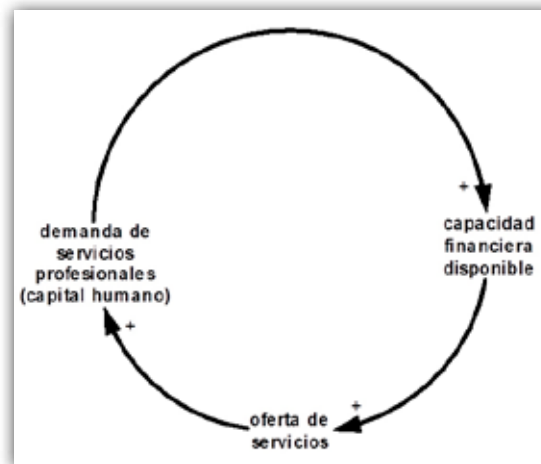 +
demanda de
servicios
profesionales
(capital humano)
capacidad
financiera
disponible
+
+
oferta de
servicios